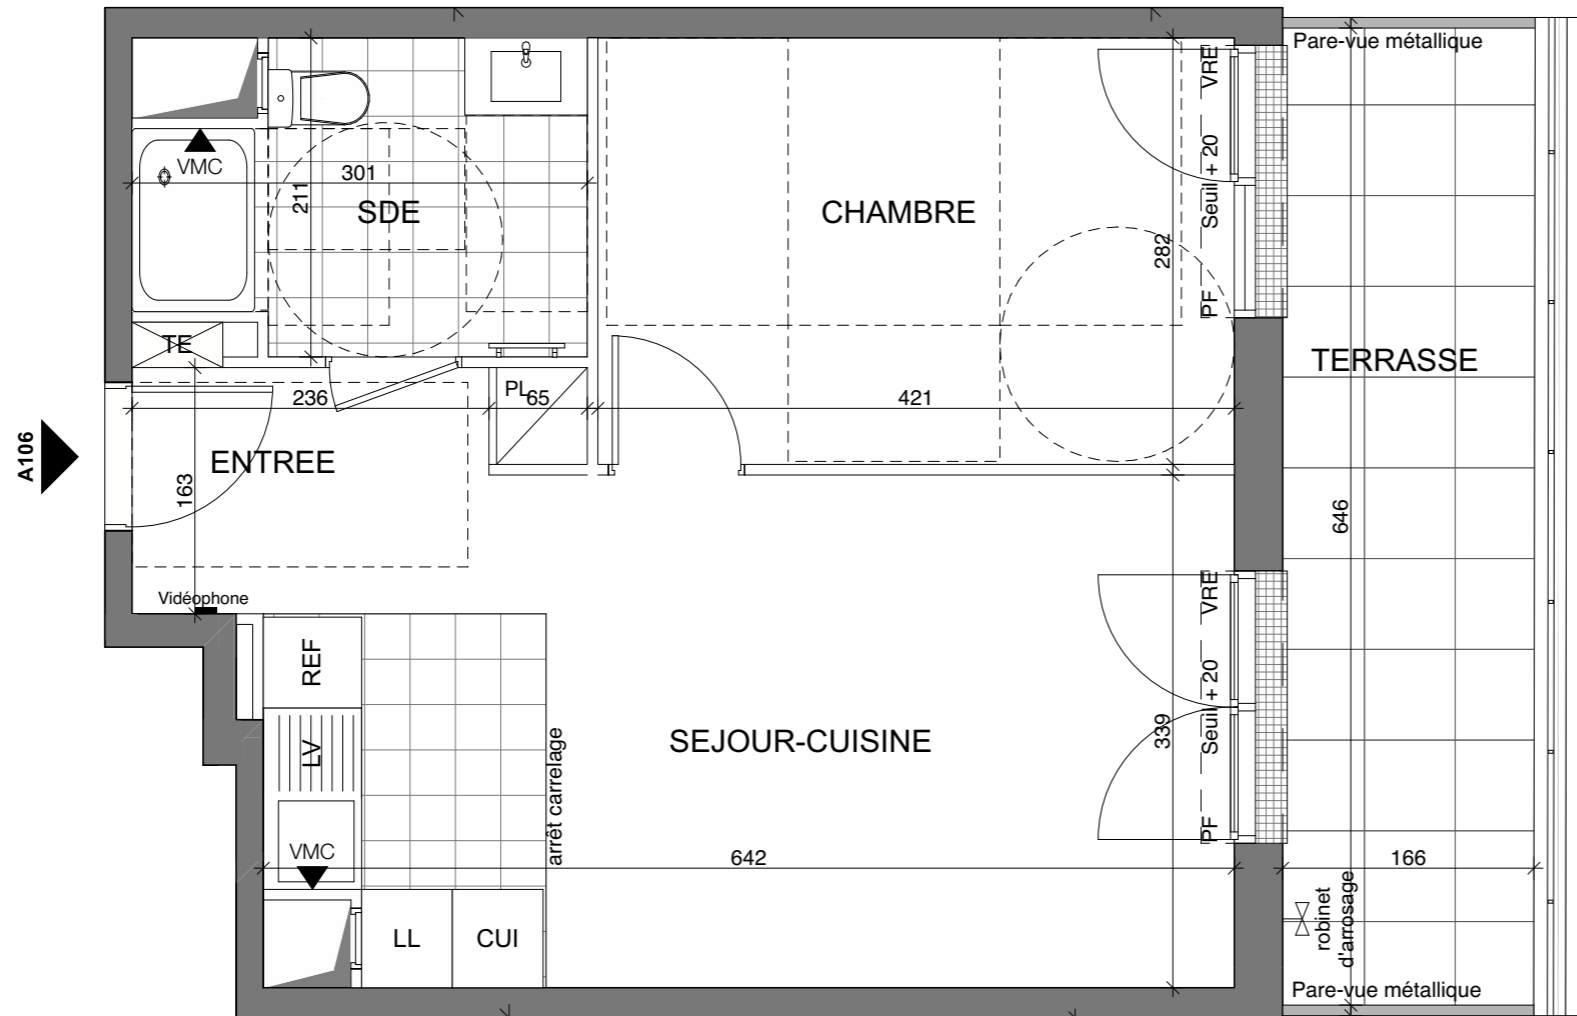 Pare-vue métallique
VRE
VMC
301
211
SDE
CHAMBRE
Seuil + 20
282
PF
TE
TERRASSE
PL
236
65
421
A106
ENTREE
163
646
Vidéophone
VRE
REF
Seuil + 20
LV
SEJOUR-CUISINE
339
arrêt carrelage
PF
VMC
642
166
robinet
d'arrosage
LL
CUI
Pare-vue métallique